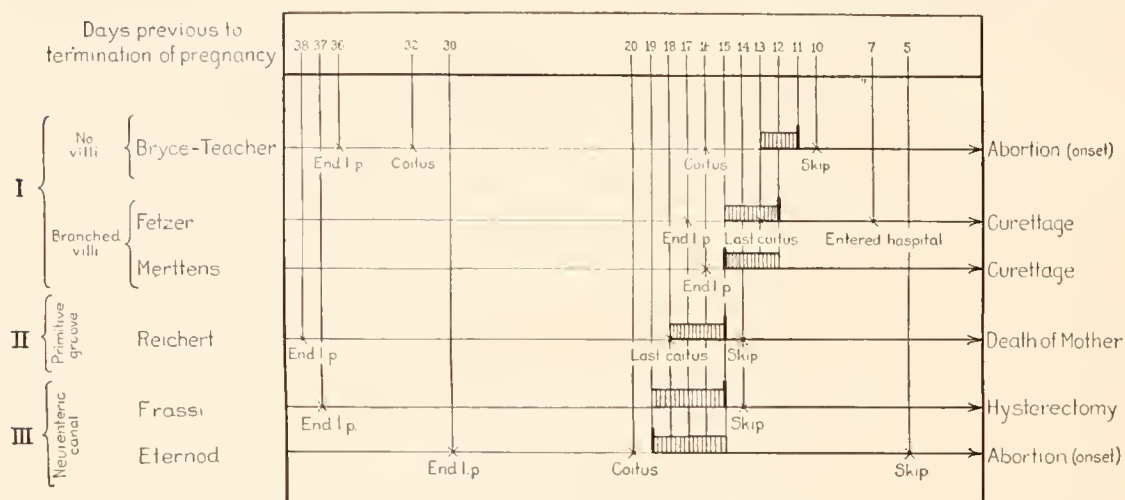 Days previous to
termination of pregnancy
38 37 36 32 30 20 19 18 17 16 15 14 13 12 11 10 7 5
I
No
villi
Bryce-Teacher
End l.p
Coitus
Coitus
Skip
Abortion (onset)
Branched
villi
Fetzer
End l p
Last coitus
Entered hospital
Curettage
Merttens
End l p
Curettage
II
Primitive
groove
Reichert
End l p
Last coitus
Skip
Death of Mother
III
Neurenteric
canal
Frassi
End l p.
Skip
Hysterectomy
Eternod
End l.p
Coitus
Skip
Abortion (onset)